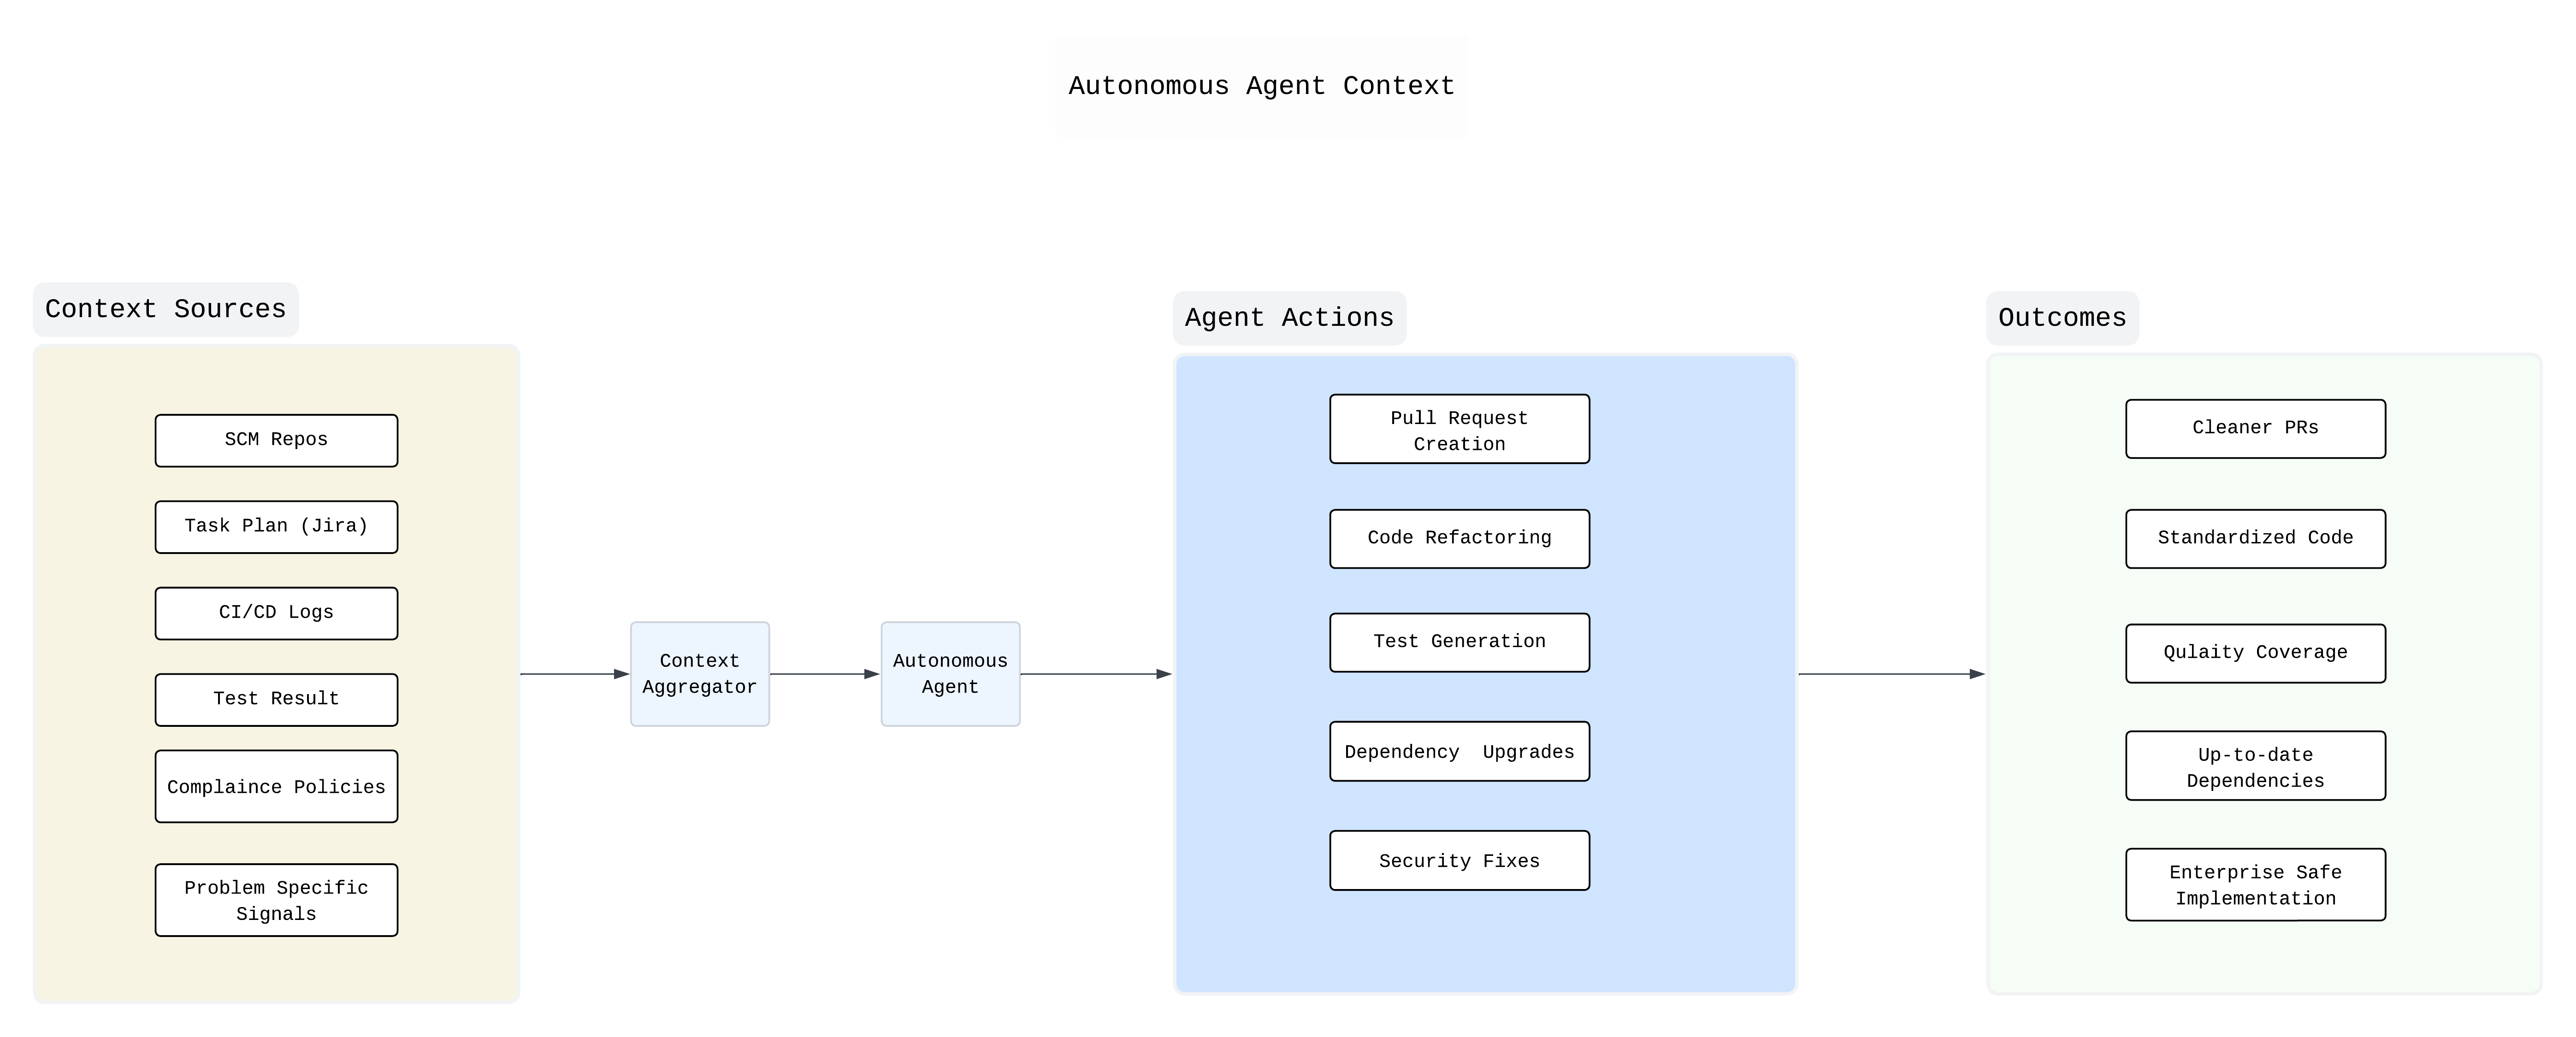 Autonomous Agent Context
Context Sources
SCM Repos
Task Plan (Jira)
CI/CD Logs
Test Result
Complaince Policies
Problem Specific
Signals
Context
Aggregator
Autonomous
Agent
Agent Actions
Pull Request
Creation
Code Refactoring
Test Generation
Dependency  Upgrades
Security Fixes
Outcomes
Cleaner PRs
Standardized Code
Qulaity Coverage
Up-to-date
Dependencies
Enterprise Safe
Implementation